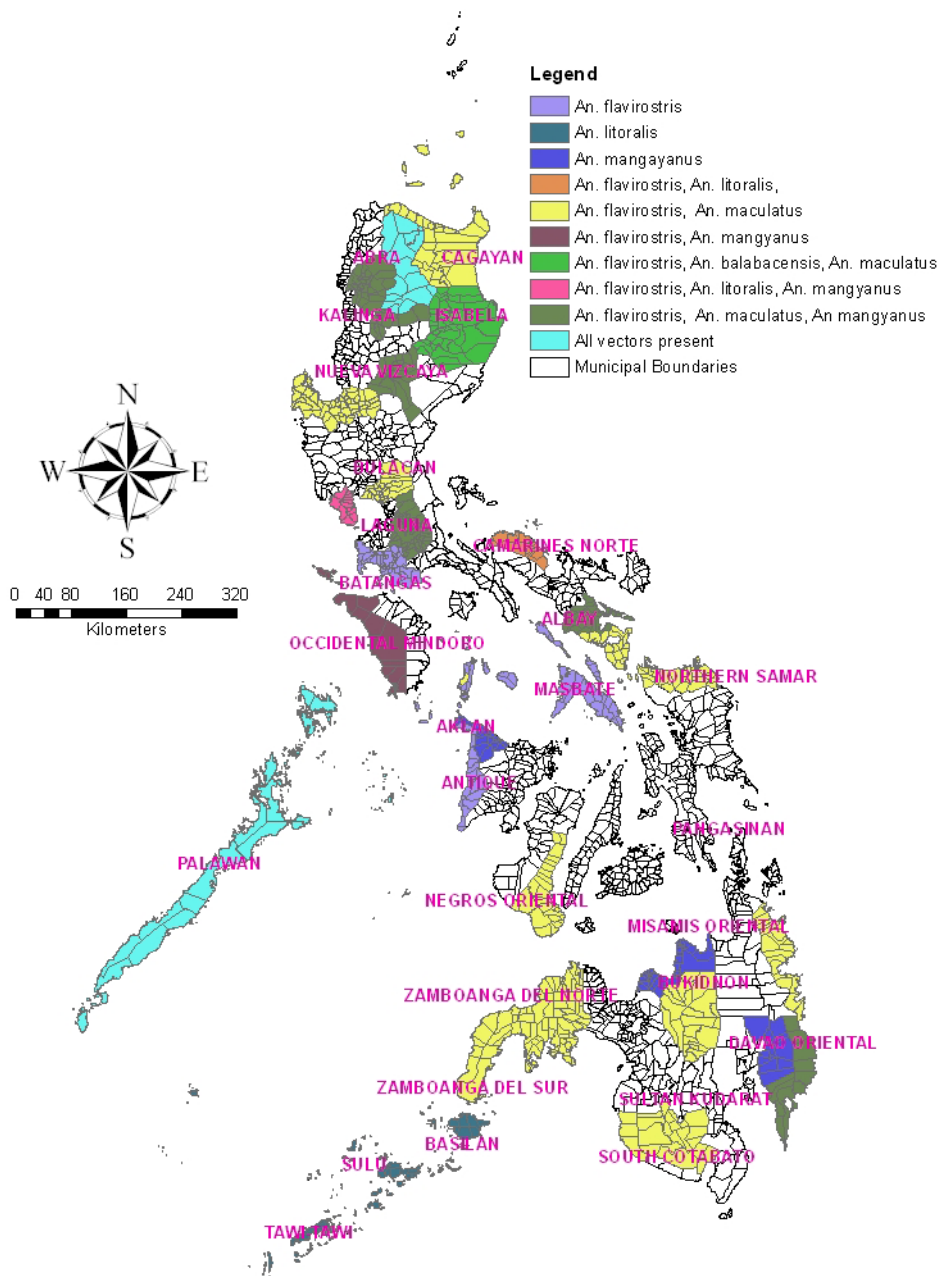 Legend
An. flavirostris
An. litoralis
An. mangayanus
An. flavirostris, An. litoralis,
An. flavirostris, An. maculatus
An. flavirostris, An. mangyanus
An. flavirostris, An. balabacensis, An. maculatus
An. flavirostris, An. litoralis, An. mangyanus
An. flavirostris, An. maculatus, An mangyanus
All vectors present
Municipal Boundaries
ABRA
CAGAYAN
KALINGA
ISABELA
NUEVA VIZCAYA
N
W
E
S
BULACAN
LAGUNA
CAMARINES NORTE
BATANGAS
0 40 80 160 240 320
Kilometers
ALBAY
OCCIDENTAL MINDORO
NORTHERN SAMAR
MASBATE
AKLAN
ANTIQUE
PANGASINAN
PALAWAN
NEGROS ORIENTAL
MISAMIS ORIENTAL
BUKIDNON
ZAMBOANGA DEL NORTE
DAVAO ORIENTAL
ZAMBOANGA DEL SUR
SULTAN KUDARAT
BASILAN
SOUTH COTABATO
SULU
TAWI TAWI